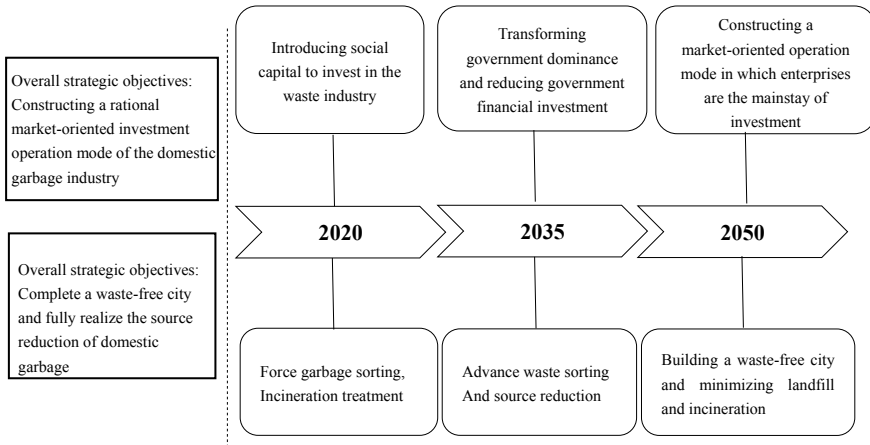 Overall strategic objectives:
Constructing a rational
market-oriented investment
operation mode of the domestic
garbage industry
Overall strategic objectives:
Complete a waste-free city
and fully realize the source
reduction of domestic
garbage
Introducing social
capital to invest in the
waste industry
Transforming
government dominance
and reducing government
financial investment
Constructing a
market-oriented operation
mode in which enterprises
are the mainstay of
investment
2020
2035
2050
Force garbage sorting,
Incineration treatment
Advance waste sorting
And source reduction
Building a waste-free city
and minimizing landfill
and incineration